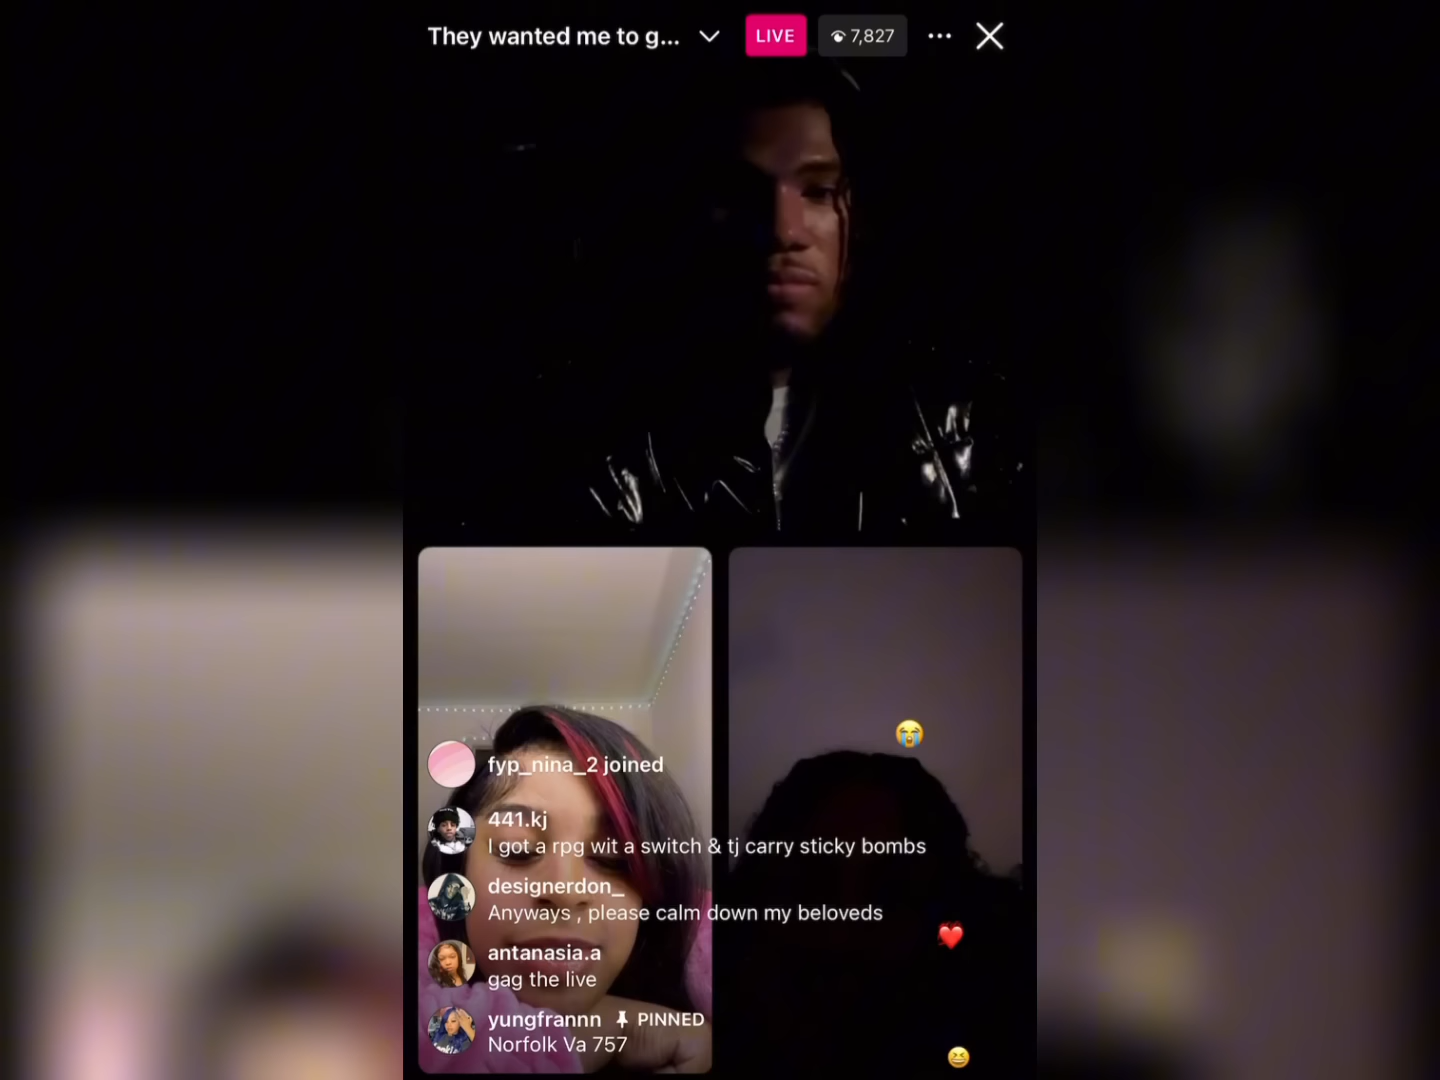 They wanted me to g...
LIVE
7,827
fyp_nina_2 joined
441.kj
I got a rpg wit a switch & tj carry sticky bombs
designerdon_
Anyways , please calm down my beloveds
antanasia.a
gag the live
yungfrannn PINNED
Norfolk Va 757